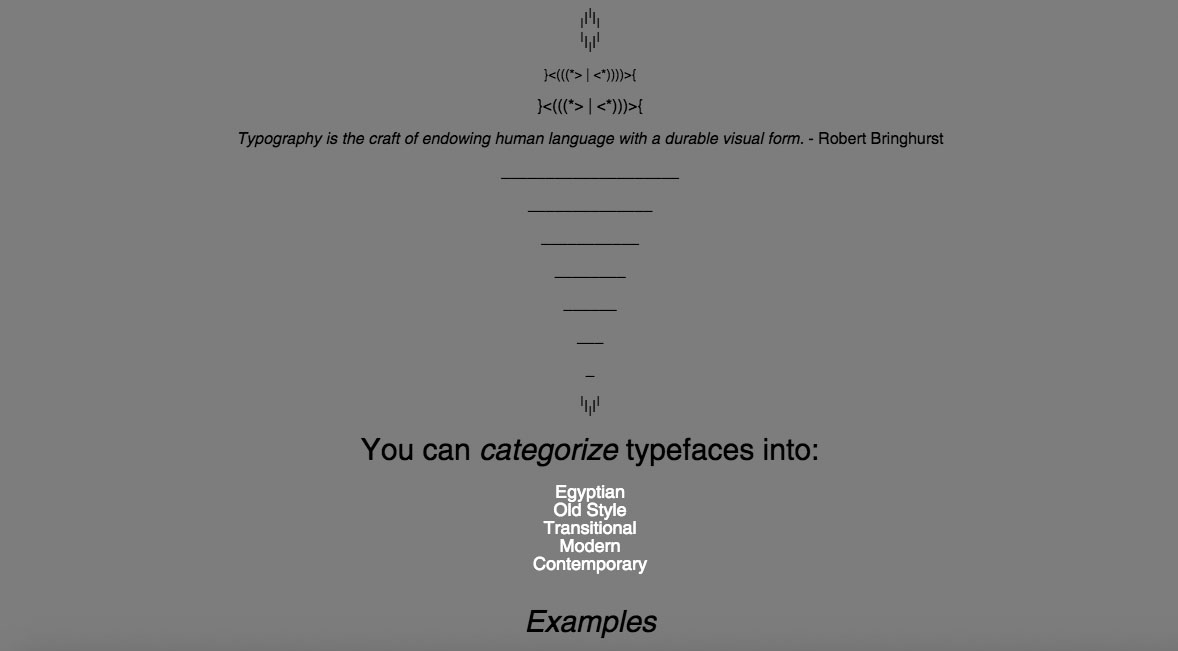 }<(((*> | <*))))>{
}<(((*> | <*)))>{
Typography is the craft of endowing human language with a durable visual form. - Robert Bringhurst
____________________
______________
___________
________
______
___
_
You can categorize typefaces into:
Egyptian
Old Style
Transitional
Modern
Contemporary
Examples